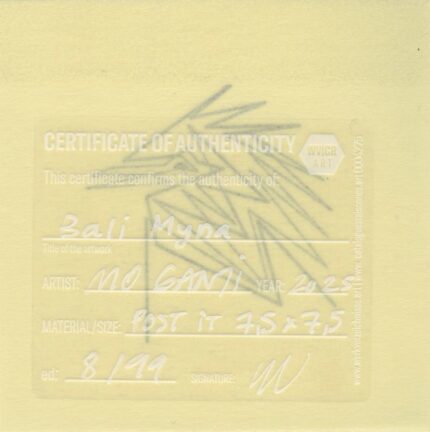 CERTIFICATE OF AUTHENTICITY
WVICR
ART
This certificate confirms the authenticity of:
Bali Myna
Title of the artwork
ARTIST: MO GANJI YEAR: 2025
MATERIAL/SIZE: POST IT 7,5 x 7,5
ed: 8/99 SIGNATURE: